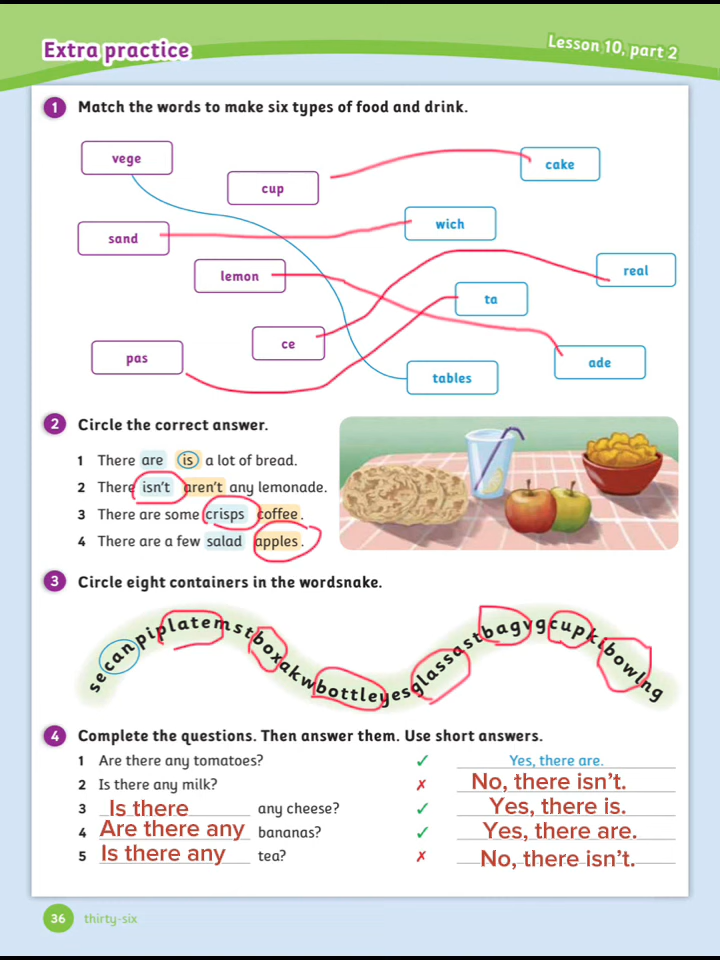 Extra practice
Lesson 10, part 2
1 Match the words to make six types of food and drink.
vege
cup
cake
sand
wich
lemon
real
ta
ce
pas
ade
tables
2 Circle the correct answer.
1 There are is a lot of bread.
2 There isn't aren't any lemonade.
3 There are some crisps coffee.
4 There are a few salad apples.
3 Circle eight containers in the wordsnake.
secanpiplatemstboxakwbottleyesglassastbagvgcupkibowlng
4 Complete the questions. Then answer them. Use short answers.
1 Are there any tomatoes? ✓ Yes, there are.
2 Is there any milk? ✗ No, there isn't.
3 Is there any cheese? ✓ Yes, there is.
4 Are there any bananas? ✓ Yes, there are.
5 Is there any tea? ✗ No, there isn't.
36 thirty-six